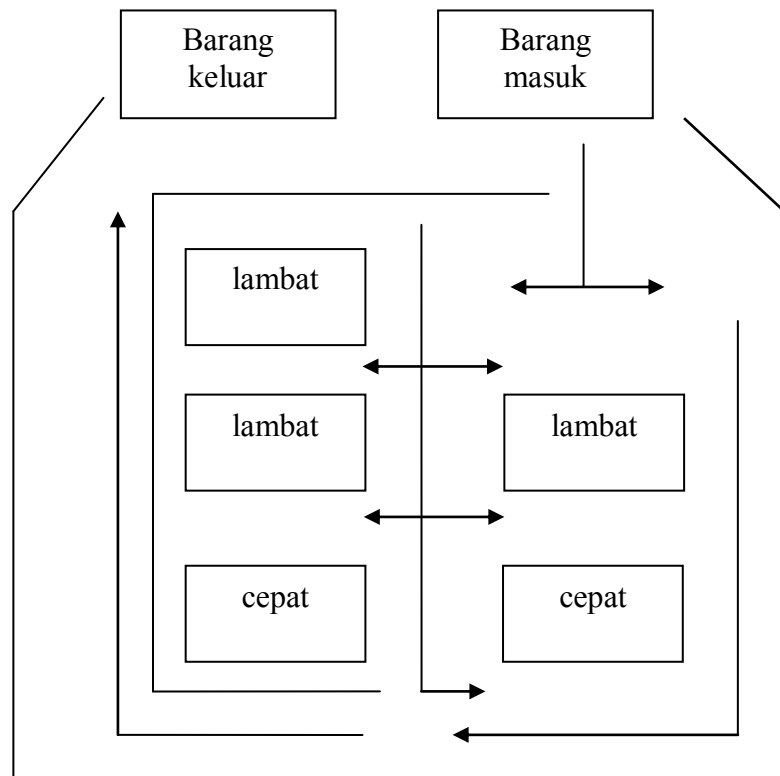 Barang
keluar
Barang
masuk
lambat
lambat
lambat
cepat
cepat